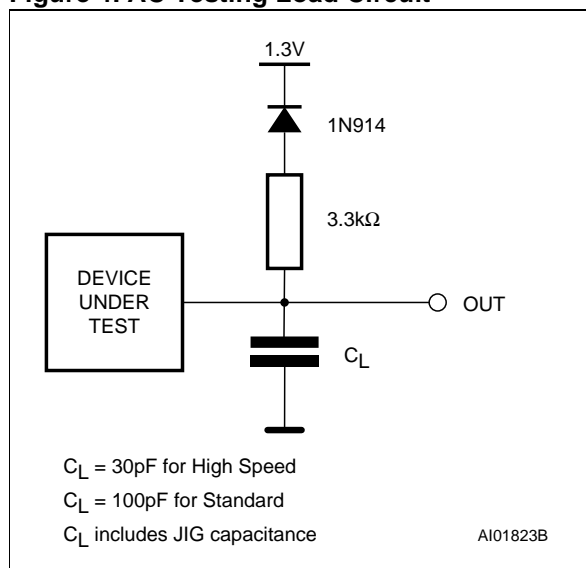 Figure 4. AC Testing Load Circuit
1.3V
1N914
3.3kΩ
DEVICE
UNDER
TEST
OUT
CL
CL = 30pF for High Speed
CL = 100pF for Standard
CL includes JIG capacitance
AI01823B